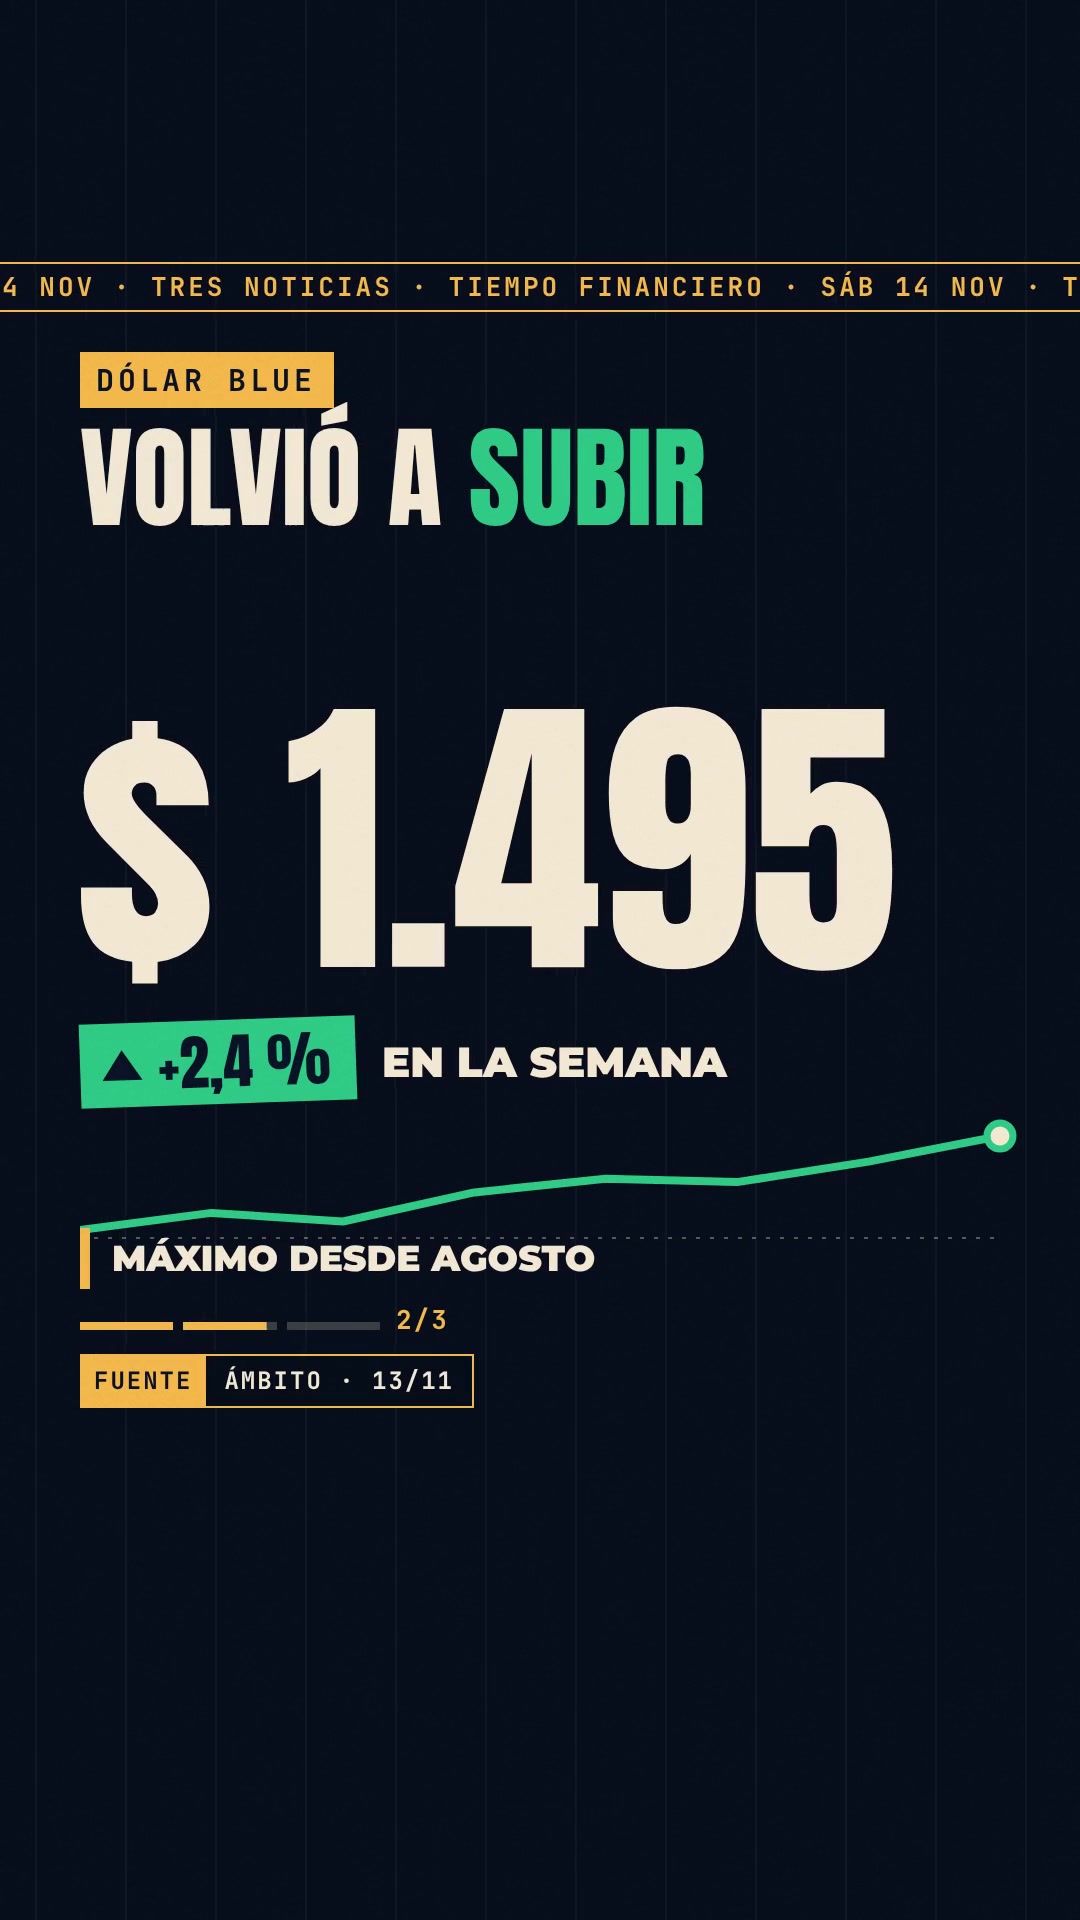 4 NOV · TRES NOTICIAS · TIEMPO FINANCIERO · SÁB 14 NOV · T
DÓLAR BLUE
VOLVIÓ A SUBIR
$ 1.495
▲ +2,4 % EN LA SEMANA
MÁXIMO DESDE AGOSTO
2/3
FUENTE ÁMBITO · 13/11